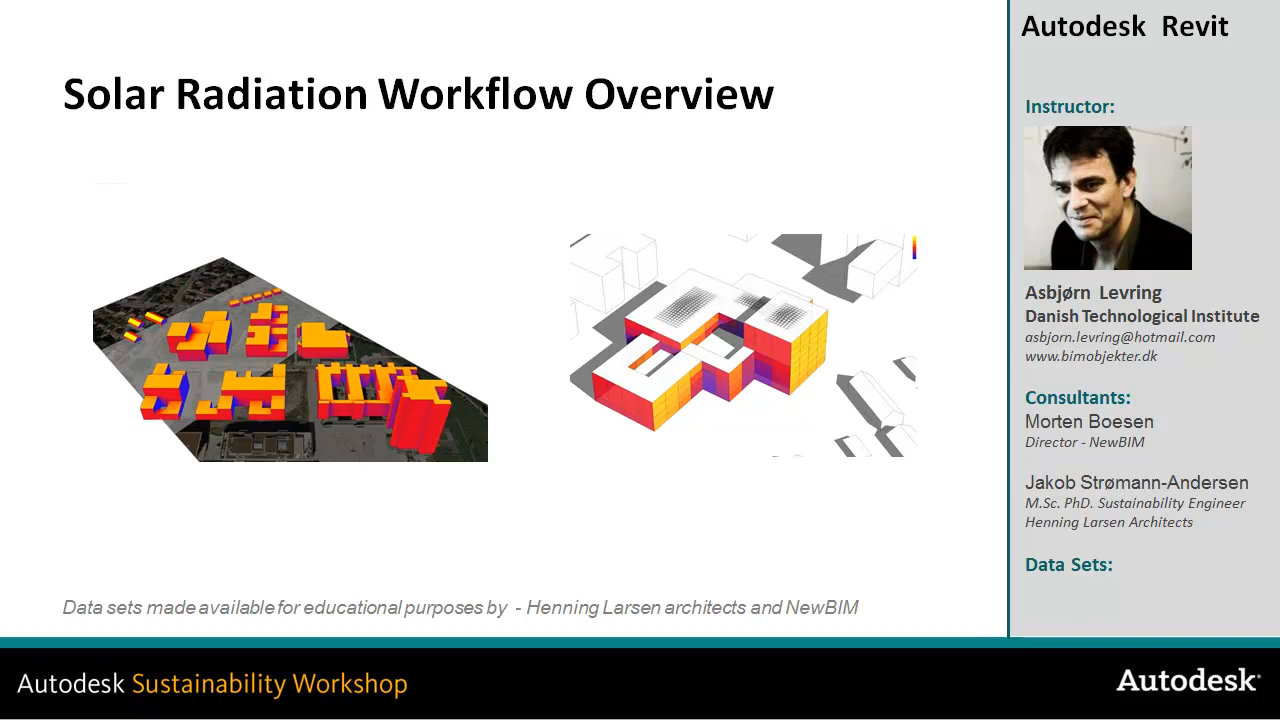 Solar Radiation Workflow Overview
Data sets made available for educational purposes by - Henning Larsen architects and NewBIM
Autodesk Revit
Instructor:
Asbjørn Levring
Danish Technological Institute
asbjorn.levring@hotmail.com
www.bimobjekter.dk
Consultants:
Morten Boesen
Director - NewBIM
Jakob Strømann-Andersen
M.Sc. PhD. Sustainability Engineer
Henning Larsen Architects
Data Sets:
Autodesk Sustainability Workshop
Autodesk